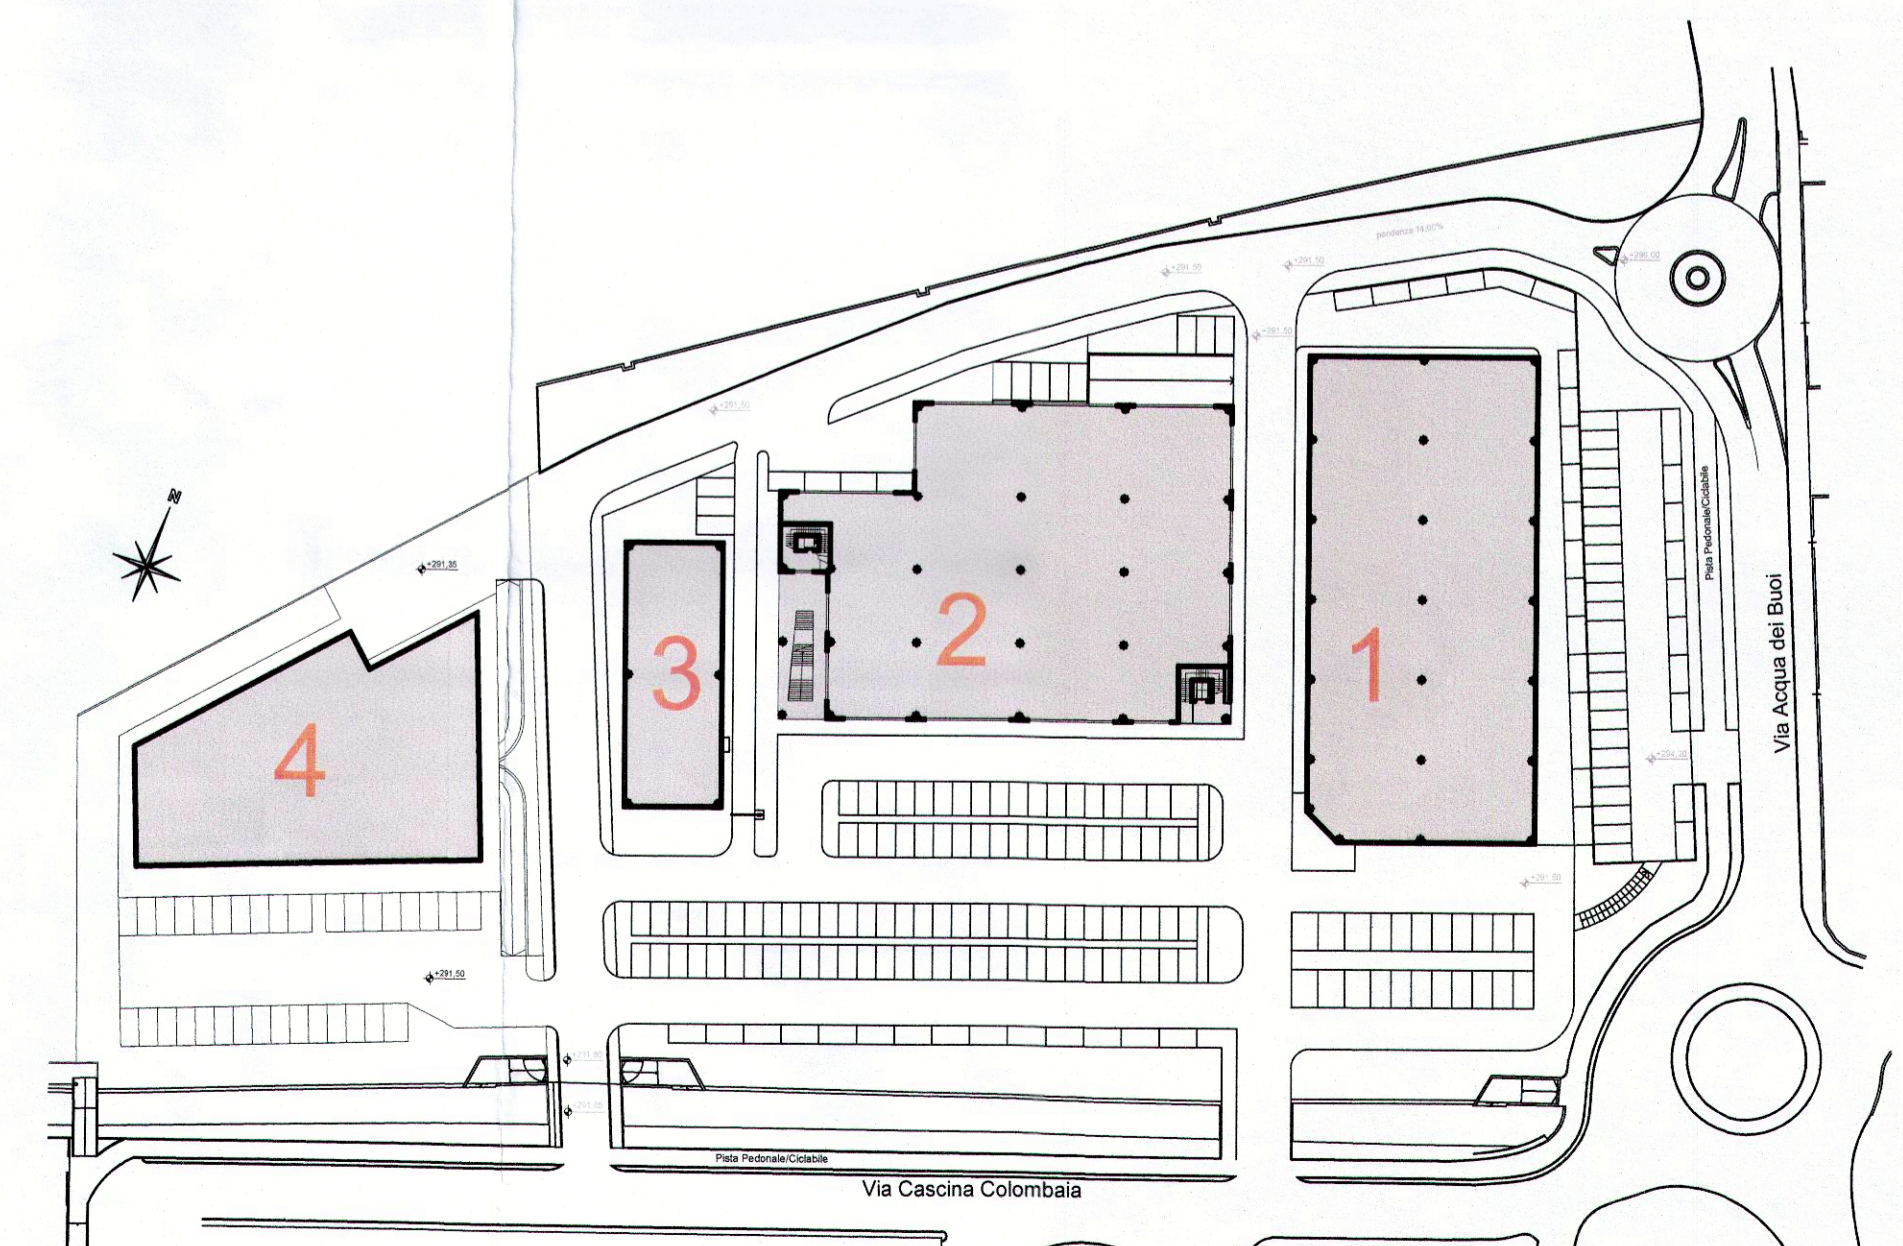 pendenza 14,00%
+296,00
+291,50
+291,50
+291,50
+291,50
N
+291,35
2
3
1
4
Pista Pedonale/Ciclabile
Via Acqua dei Buoi
+294,20
+291,50
+291,50
Pista Pedonale/Ciclabile
Via Cascina Colombaia